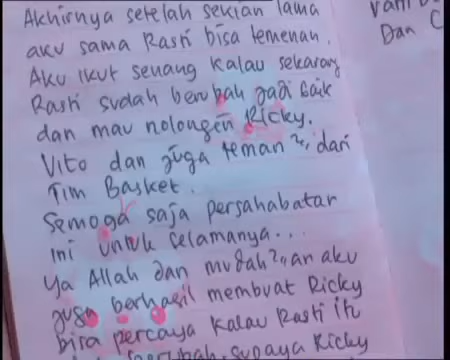 Akhirnya setelah sekian lama
aku sama Rasti bisa temenan.
Aku ikut senang kalau sekarang
Rasti sudah berubah jadi baik
dan mau nolongen Ricky.
Vito dan juga teman², dari
Tim Basket.
Semoga saja persahabatan
ini untuk selamanya...
Ya Allah dan mudah²an aku
juga berhasil membuat Ricky
bisa percaya kalau Rasti itu
berubah, supaya Ricky
Dan C